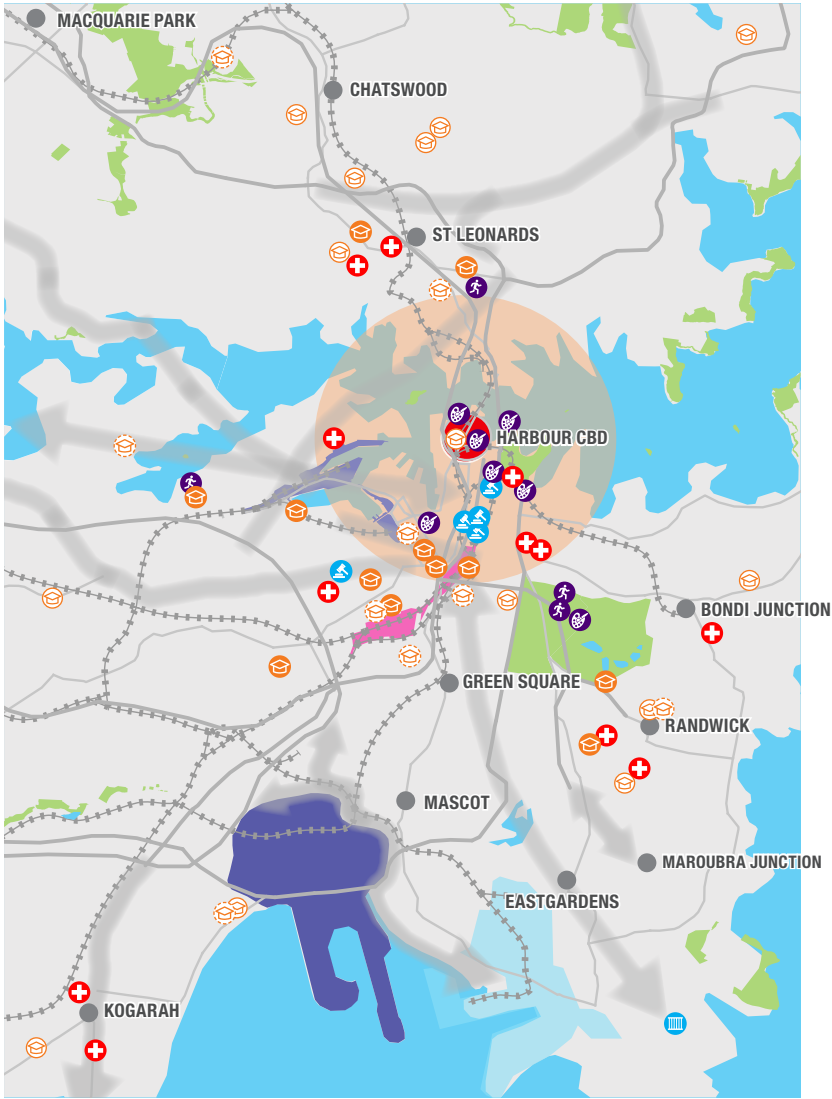 MACQUARIE PARK
CHATSWOOD
ST LEONARDS
HARBOUR CBD
BONDI JUNCTION
GREEN SQUARE
RANDWICK
MASCOT
MAROUBRA JUNCTION
EASTGARDENS
KOGARAH